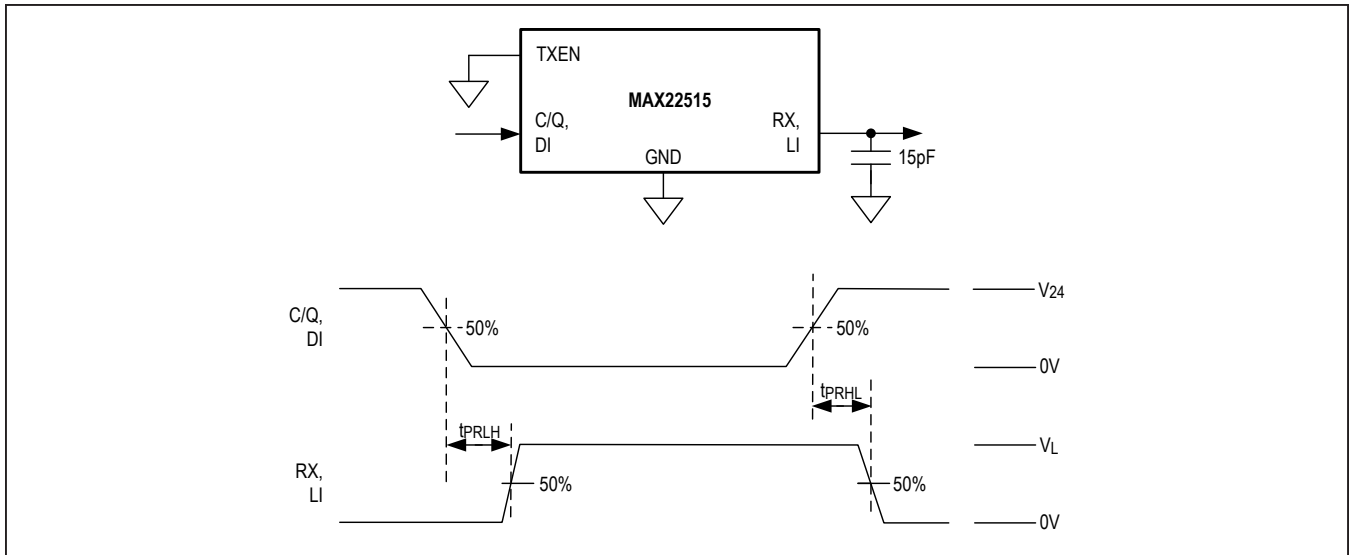 TXEN
MAX22515
C/Q,
DI
RX,
LI
GND
15pF
C/Q,
DI
50%
50%
V24
0V
tPRHL
tPRLH
VL
RX,
LI
50%
50%
0V